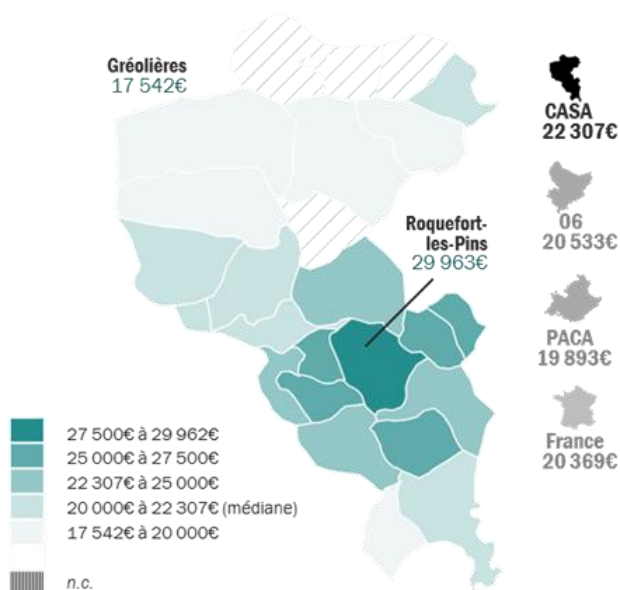 Gréolières
17 542€
CASA
22 307€
Roquefort-
les-Pins
29 963€
06
20 533€
PACA
19 893€
France
20 369€
27 500€ à 29 962€
25 000€ à 27 500€
22 307€ à 25 000€
20 000€ à 22 307€ (médiane)
17 542€ à 20 000€
n.c.